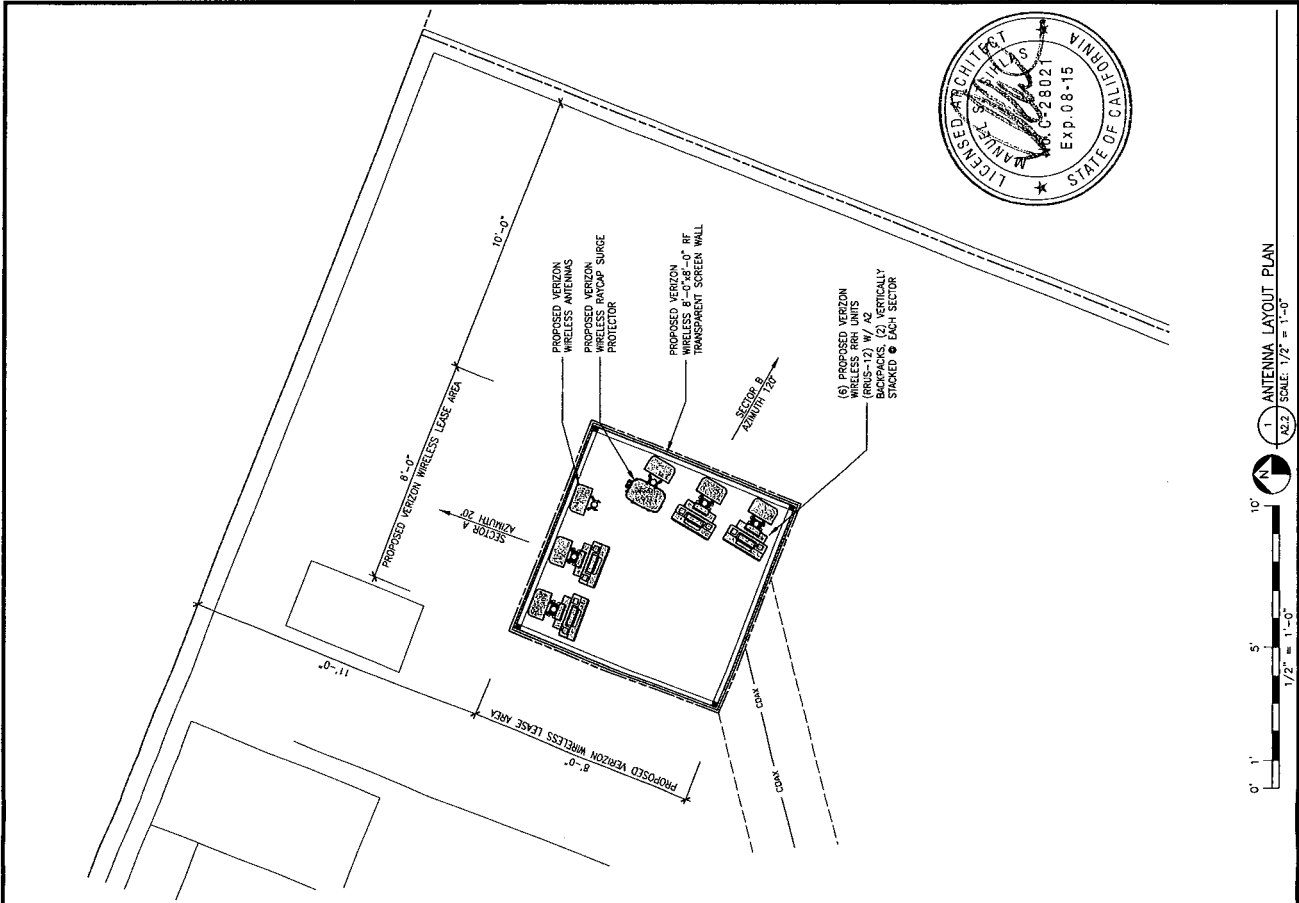 LICENSED ARCHITECT
C-28021
Exp. 08-15
STATE OF CALIFORNIA
10'-0"
8'-0"
PROPOSED VERIZON WIRELESS LEASE AREA
11'-0"
8'-0"
PROPOSED VERIZON WIRELESS LEASE AREA
SECTOR A
AZIMUTH 20°
PROPOSED VERIZON
WIRELESS ANTENNAS
PROPOSED VERIZON
WIRELESS RAYCAP SURGE
PROTECTOR
PROPOSED VERIZON
WIRELESS 8'-0"x8'-0" RF
TRANSPARENT SCREEN WALL
SECTOR B
AZIMUTH 120°
(6) PROPOSED VERIZON
WIRELESS RRH UNITS
(RRUS-12) W/ A2
BACKPACKS, (2) VERTICALLY
STACKED @ EACH SECTOR
COAX
COAX
0' 1' 5' 10'
1/2" = 1'-0"
N
1
A2.2
ANTENNA LAYOUT PLAN
SCALE: 1/2" = 1'-0"